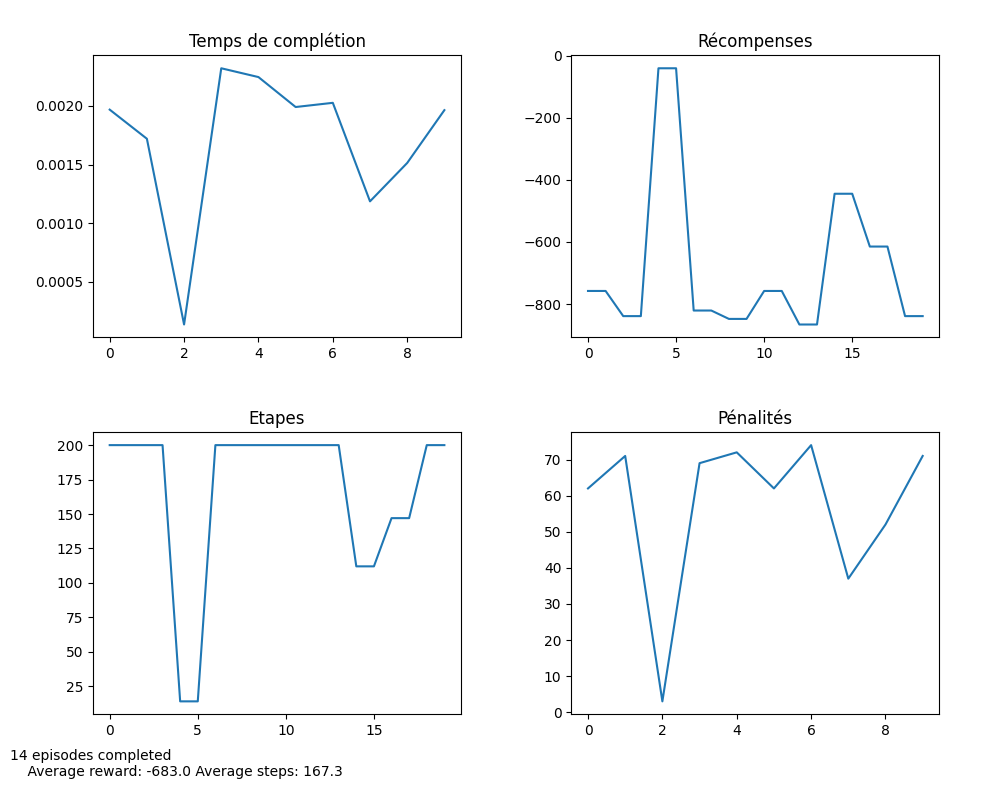 Temps de complétion
0.0020
0.0015
0.0010
0.0005
0 2 4 6 8
Récompenses
0
−200
−400
−600
−800
0 5 10 15
Etapes
200
175
150
125
100
75
50
25
0 5 10 15
Pénalités
70
60
50
40
30
20
10
0
0 2 4 6 8
14 episodes completed
Average reward: -683.0 Average steps: 167.3